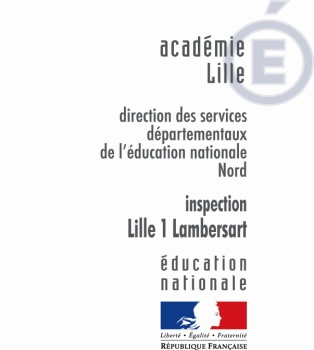 académie
Lille
É
direction des services
départementaux
de l'éducation nationale
Nord
inspection
Lille 1 Lambersart
éducation
nationale
Liberté • Égalité • Fraternité
RÉPUBLIQUE FRANÇAISE